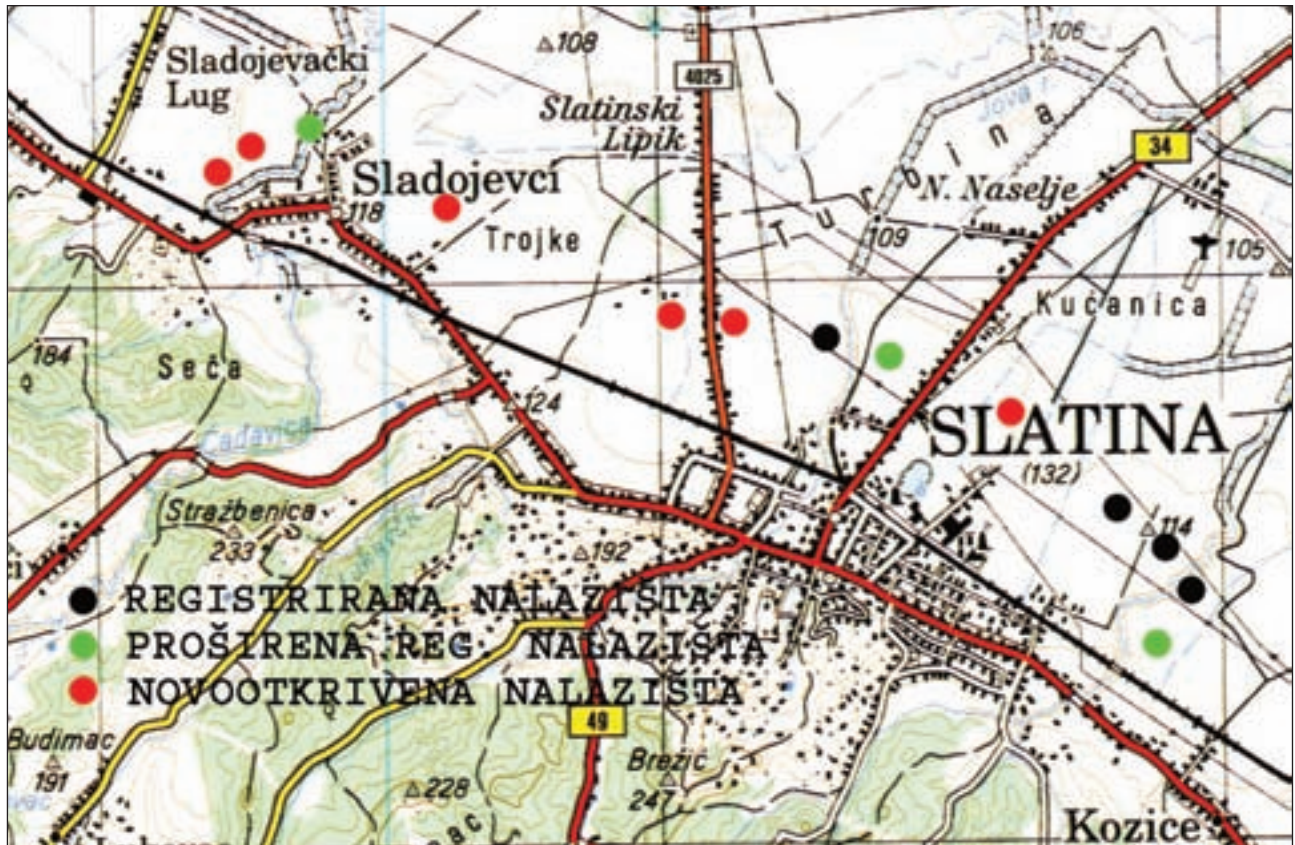 Sladojevački
Lug
108
4025
Slatinski
Lipik
106
Jova r.
Turbina
34
Sladojevci
118
Trojke
N. Naselje
109
105
Kućanica
184
Seča
124
Čađavica
SLATINA
(132)
Stražbenica
233
192
114
REGISTRIRANA NALAZIŠTA
PROŠIRENA REG. NALAZIŠTA
NOVOOTKRIVENA NALAZIŠTA
49
Budimac
191
228
Brezić
247
Kozice